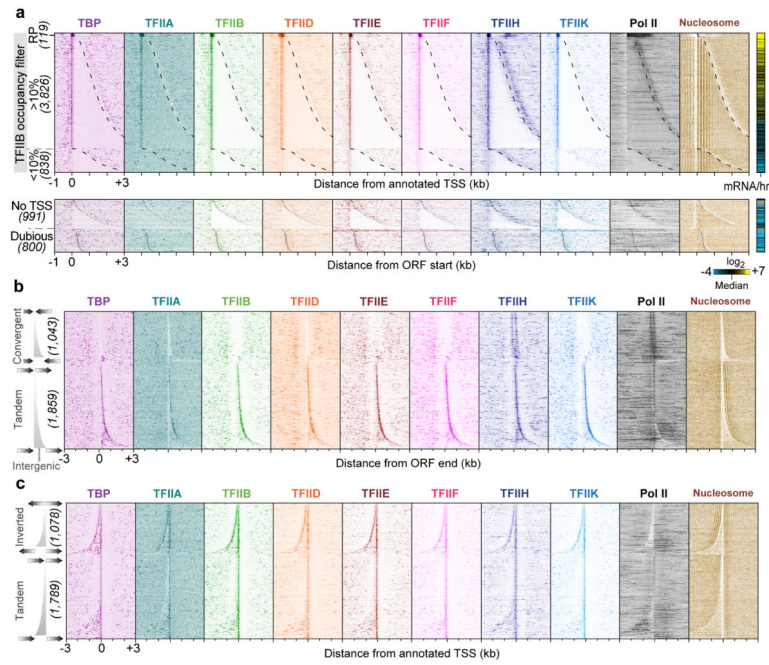 a
TBP TFIIA TFIIB TFIID TFIIE TFIIF TFIIH TFIIK Pol II Nucleosome
TFIIB occupancy filter
RP
(119)
>10%
(3,826)
<10%
(838)
-1 0 +3
Distance from annotated TSS (kb)
mRNA/hr
No TSS
(991)
Dubious
(800)
-1 0 +3
Distance from ORF start (kb)
log2
-4 +7
Median
b
TBP TFIIA TFIIB TFIID TFIIE TFIIF TFIIH TFIIK Pol II Nucleosome
Convergent
(1,043)
Tandem
(1,859)
Intergenic
-3 0 +3
Distance from ORF end (kb)
c
TBP TFIIA TFIIB TFIID TFIIE TFIIF TFIIH TFIIK Pol II Nucleosome
Inverted
(1,078)
Tandem
(1,789)
-3 0 +3
Distance from annotated TSS (kb)